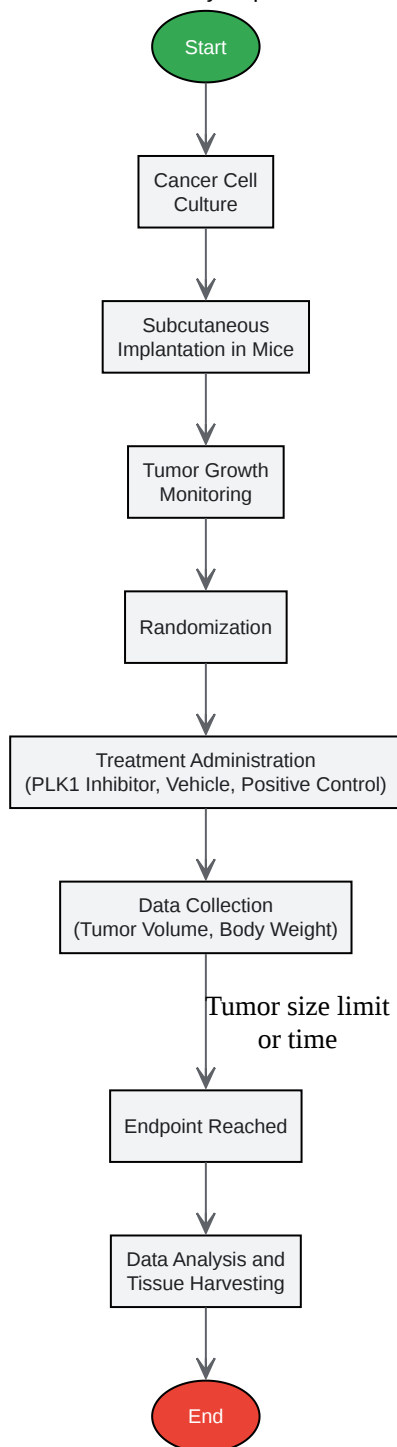 Start
Cancer Cell
Culture
Subcutaneous
Implantation in Mice
Tumor Growth
Monitoring
Randomization
Treatment Administration
(PLK1 Inhibitor, Vehicle, Positive Control)
Data Collection
(Tumor Volume, Body Weight)
Tumor size limit
or time
Endpoint Reached
Data Analysis and
Tissue Harvesting
End